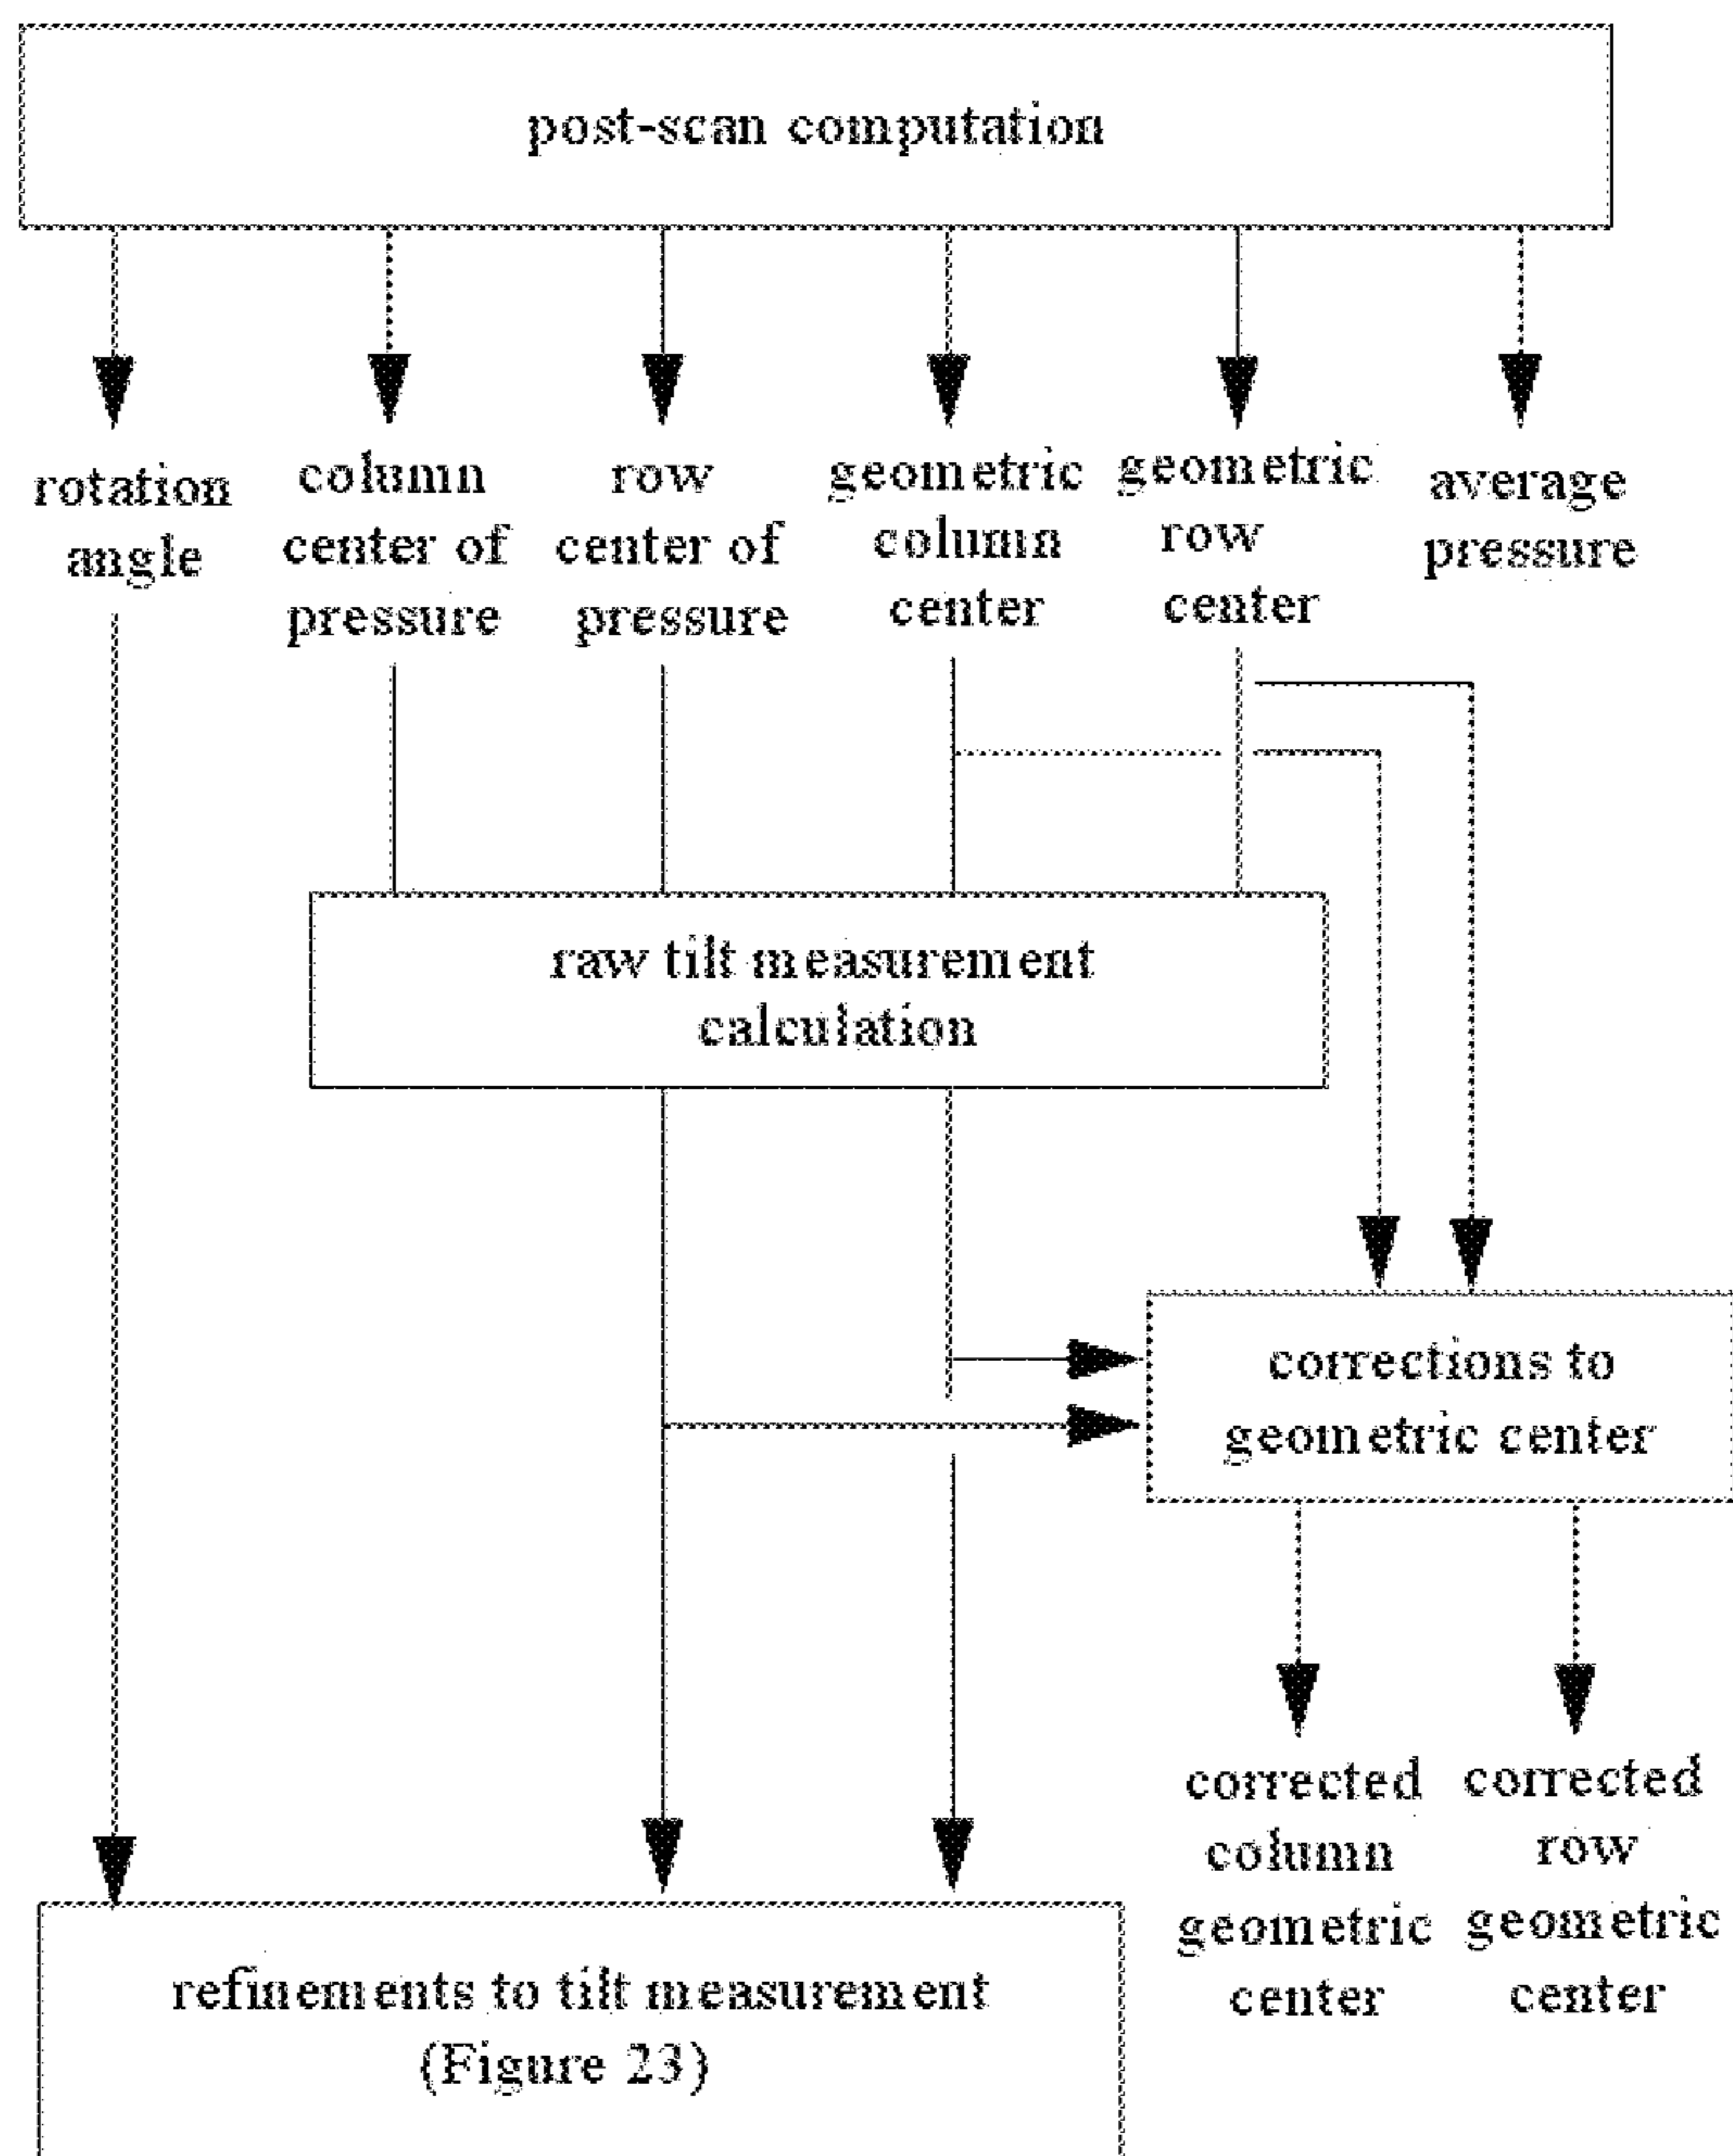 post-scan computation
rotation
angle
column
center of
pressure
row
center of
pressure
geometric
column
center
geometric
row
center
average
pressure
raw tilt measurement
calculation
corrections to
geometric center
corrected
column
geometric
center
corrected
row
geometric
center
refinements to tilt measurement
(Figure 23)